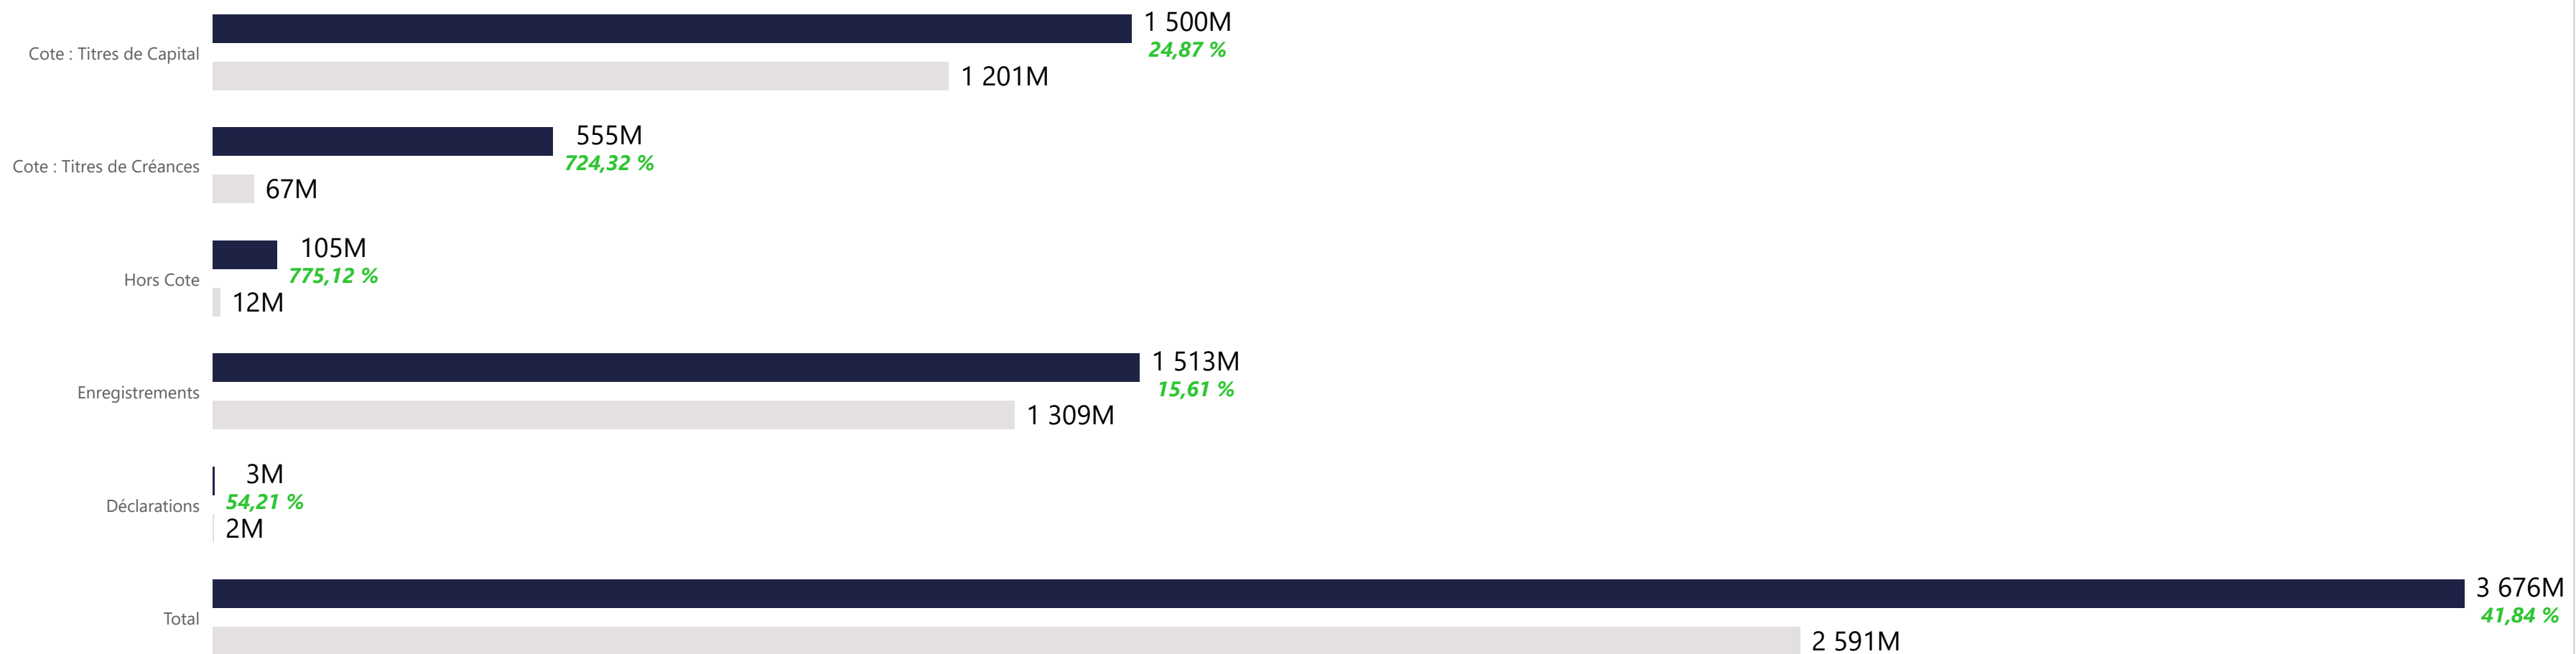 1 500M
24,87 %
Cote : Titres de Capital
1 201M
555M
724,32 %
Cote : Titres de Créances
67M
105M
775,12 %
Hors Cote
12M
1 513M
15,61 %
Enregistrements
1 309M
3M
54,21 %
Déclarations
2M
3 676M
41,84 %
Total
2 591M